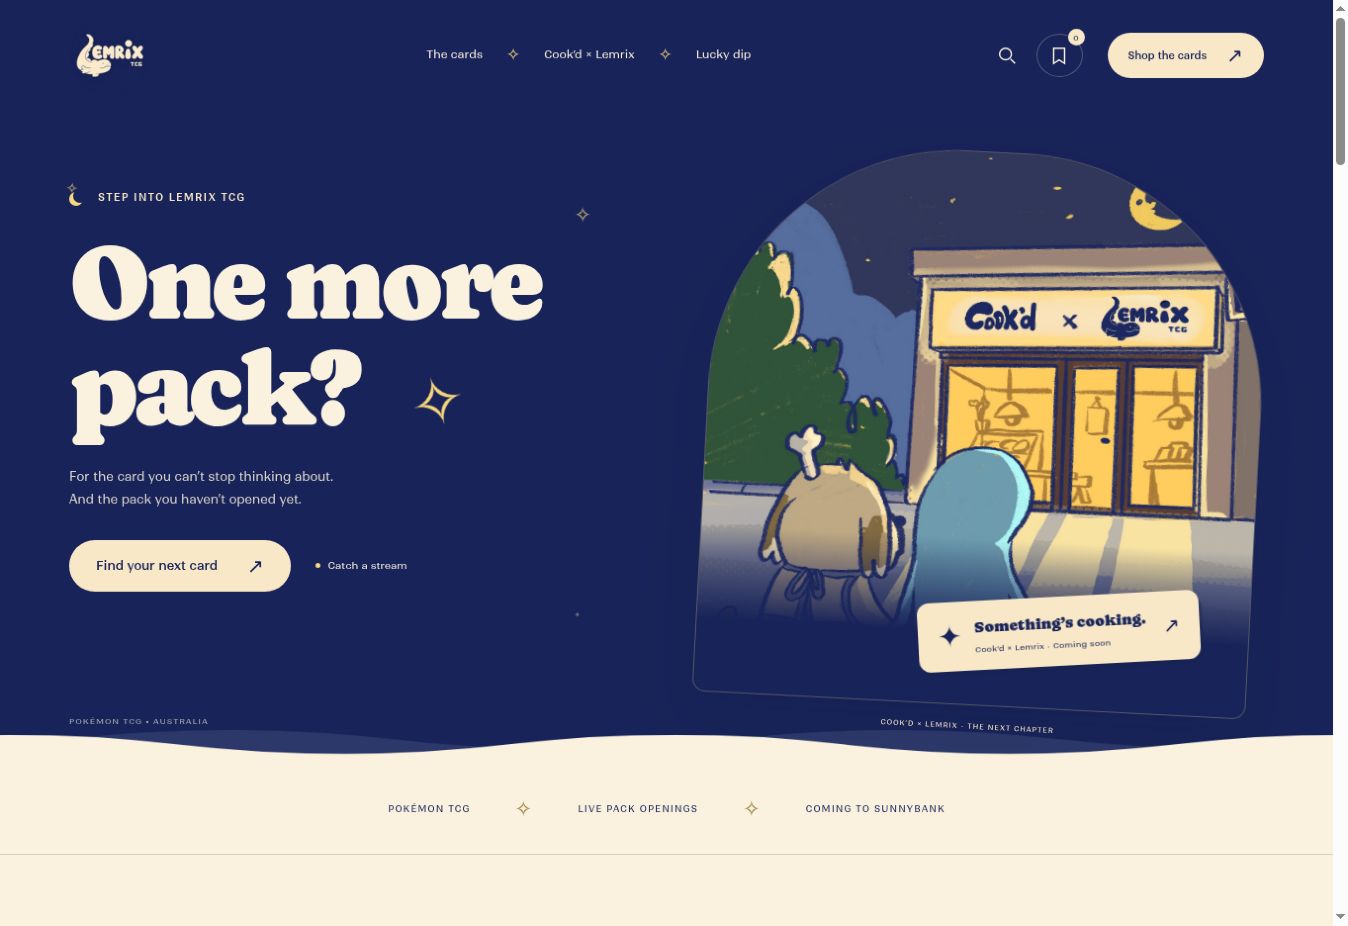 LEMRiX
TCG
The cards
Cook'd × Lemrix
Lucky dip
0
Shop the cards
STEP INTO LEMRIX TCG
One more
pack?
For the card you can't stop thinking about.
And the pack you haven't opened yet.
Find your next card
Catch a stream
Cook'd x LEMRiX
TCG
Something's cooking.
Cook'd × Lemrix · Coming soon
POKÉMON TCG • AUSTRALIA
COOK'D × LEMRIX - THE NEXT CHAPTER
POKÉMON TCG
LIVE PACK OPENINGS
COMING TO SUNNYBANK